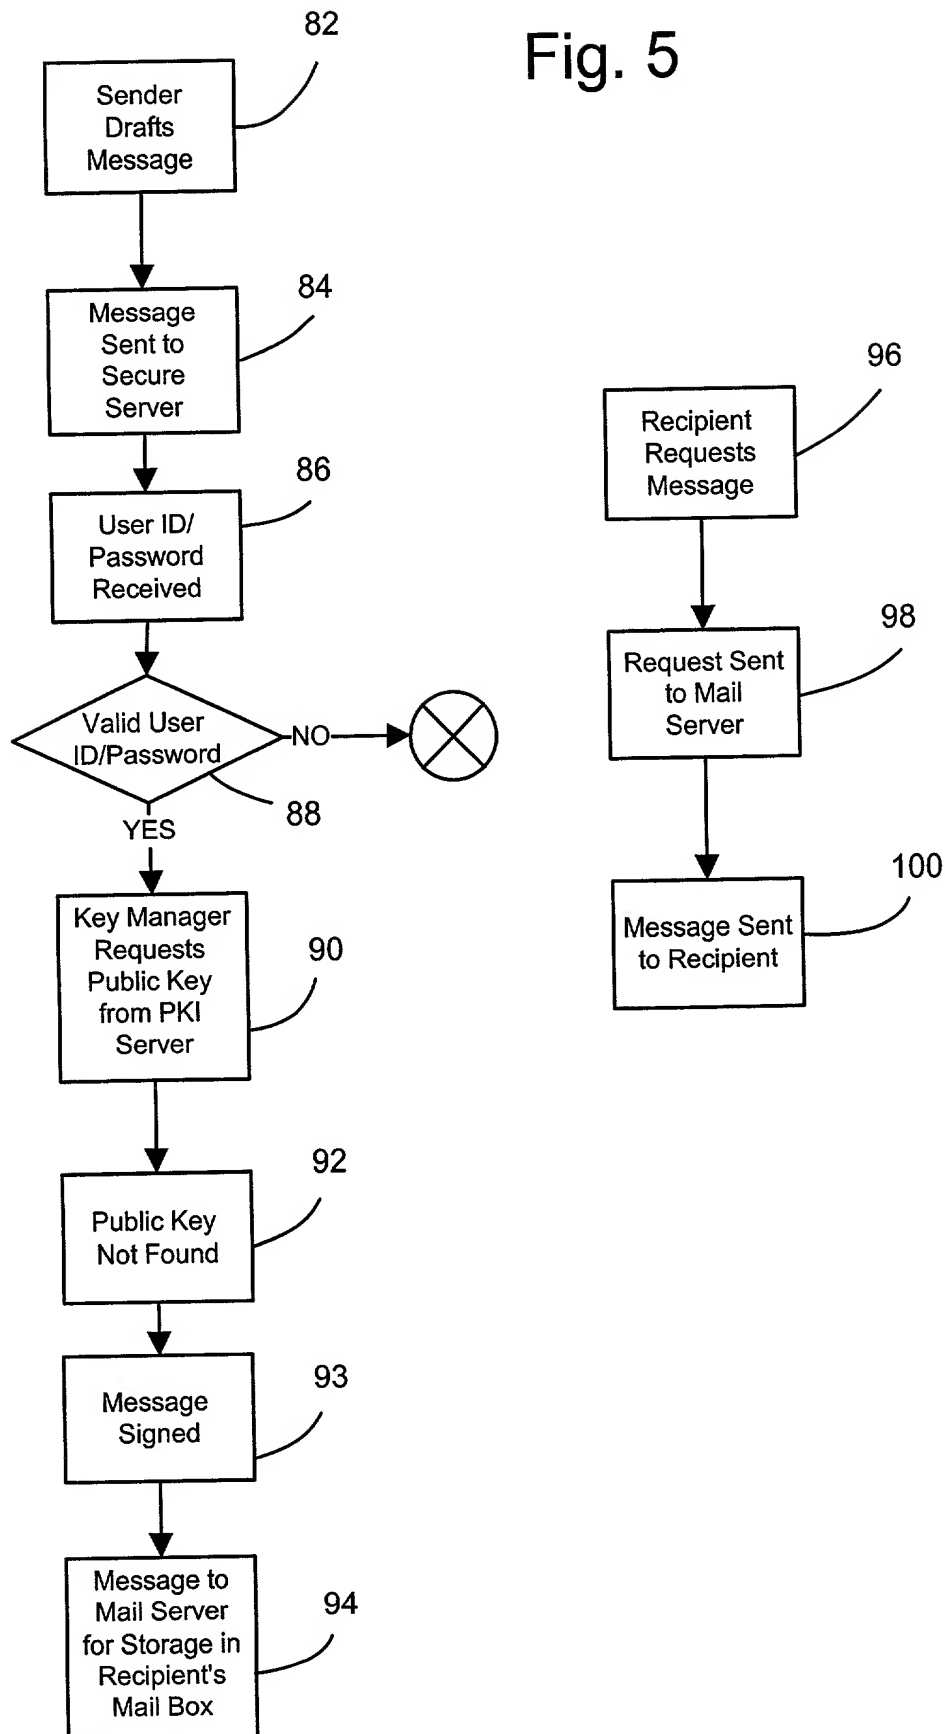 Fig. 5
82
Sender
Drafts
Message
84
Message
Sent to
Secure
Server
86
User ID/
Password
Received
Valid User
ID/Password
NO
88
YES
Key Manager
Requests
Public Key
from PKI
Server
90
92
Public Key
Not Found
93
Message
Signed
94
Message to
Mail Server
for Storage in
Recipient's
Mail Box
96
Recipient
Requests
Message
98
Request Sent
to Mail
Server
100
Message Sent
to Recipient